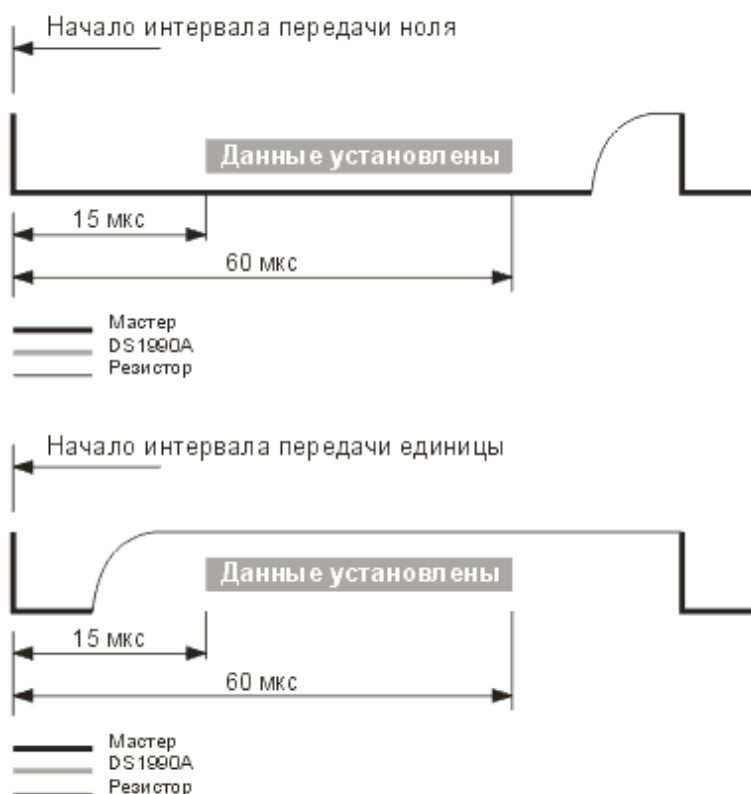 Начало интервала передачи ноля
Данные установлены
15 мкс
60 мкс
Мастер
DS1990A
Резистор
Начало интервала передачи единицы
Данные установлены
15 мкс
60 мкс
Мастер
DS1990A
Резистор